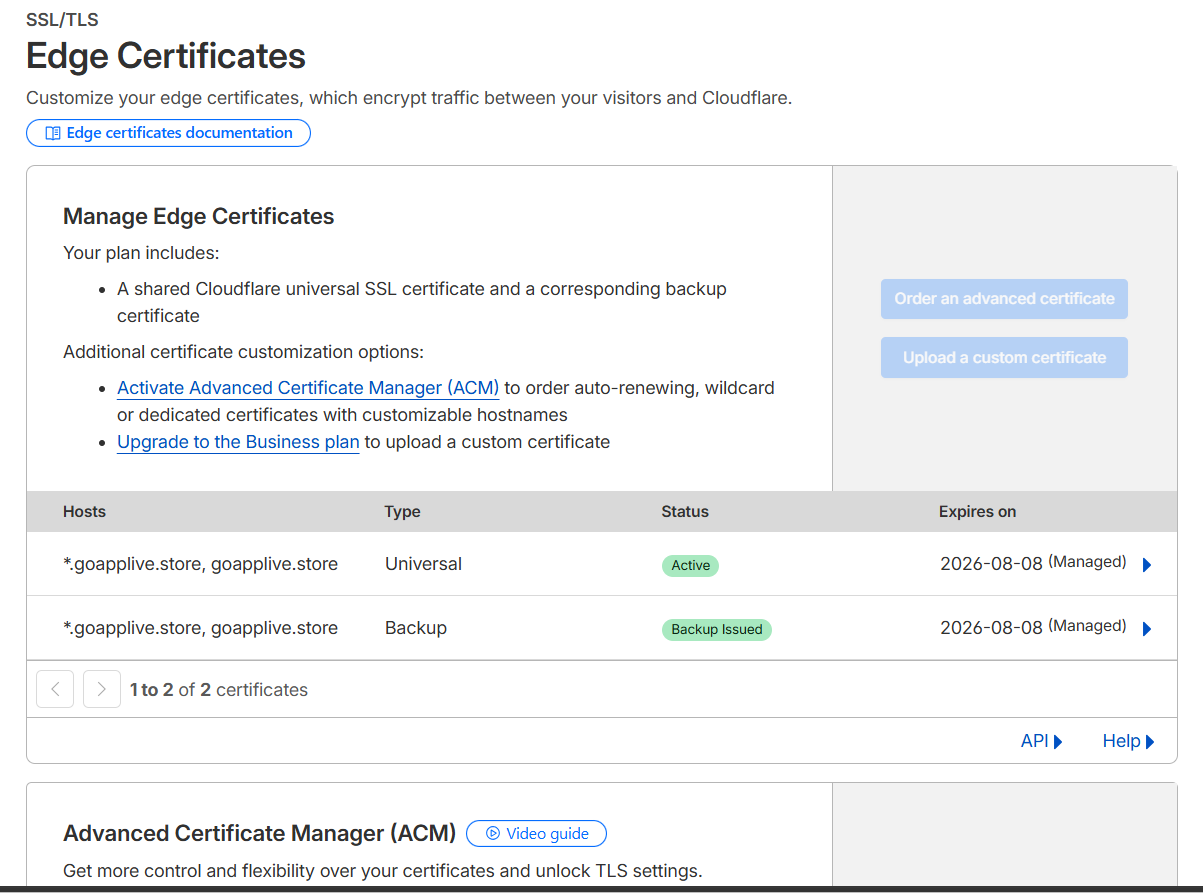 SSL/TLS
Edge Certificates
Customize your edge certificates, which encrypt traffic between your visitors and Cloudflare.
Edge certificates documentation
Manage Edge Certificates
Your plan includes:
A shared Cloudflare universal SSL certificate and a corresponding backup
certificate
Additional certificate customization options:
Activate Advanced Certificate Manager (ACM) to order auto-renewing, wildcard
or dedicated certificates with customizable hostnames
Upgrade to the Business plan to upload a custom certificate
Order an advanced certificate
Upload a custom certificate
Hosts Type Status Expires on
*.goapplive.store, goapplive.store Universal Active 2026-08-08 (Managed)
*.goapplive.store, goapplive.store Backup Backup Issued 2026-08-08 (Managed)
1 to 2 of 2 certificates
API Help
Advanced Certificate Manager (ACM) Video guide
Get more control and flexibility over your certificates and unlock TLS settings.